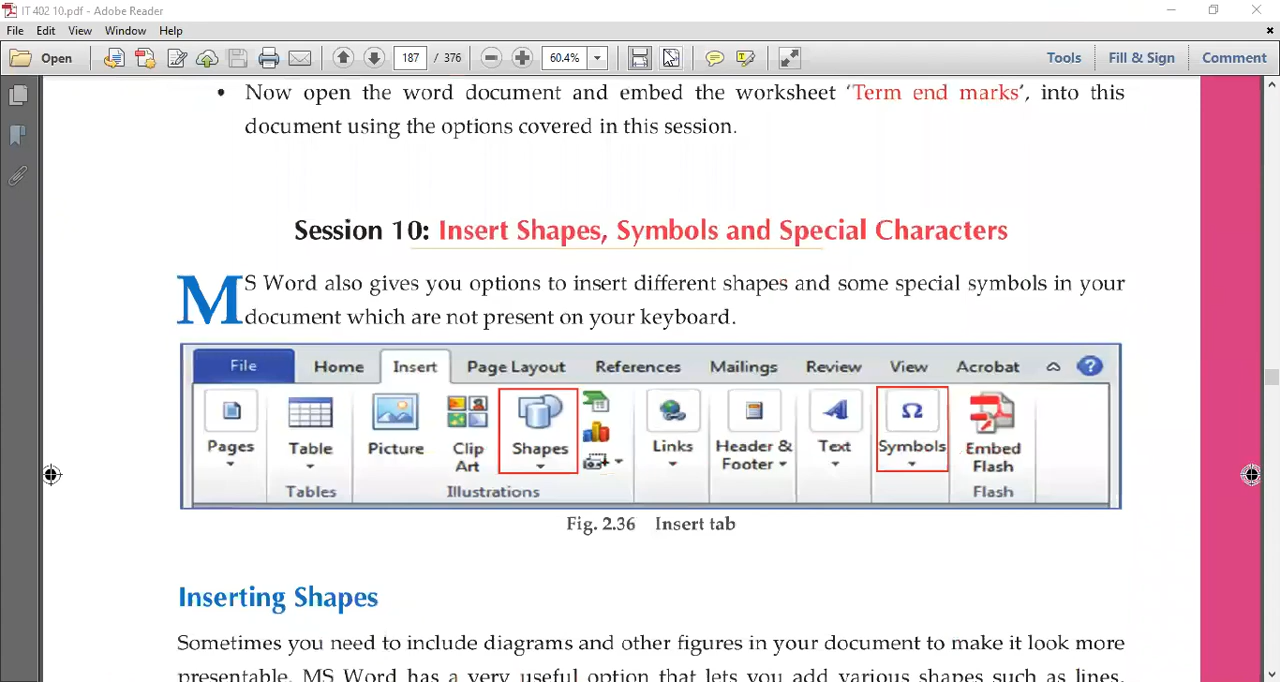 IT 402 10.pdf - Adobe Reader
File Edit View Window Help
Open 187 / 376 60.4% Tools Fill & Sign Comment
• Now open the word document and embed the worksheet ‘Term end marks’, into this
document using the options covered in this session.
Session 10: Insert Shapes, Symbols and Special Characters
MS Word also gives you options to insert different shapes and some special symbols in your
document which are not present on your keyboard.
File Home Insert Page Layout References Mailings Review View Acrobat
Pages Table Picture Clip Art Shapes Links Header & Footer Text Symbols Embed Flash
Tables Illustrations Flash
Fig. 2.36 Insert tab
Inserting Shapes
Sometimes you need to include diagrams and other figures in your document to make it look more
presentable. MS Word has a very useful option that lets you add various shapes such as lines,